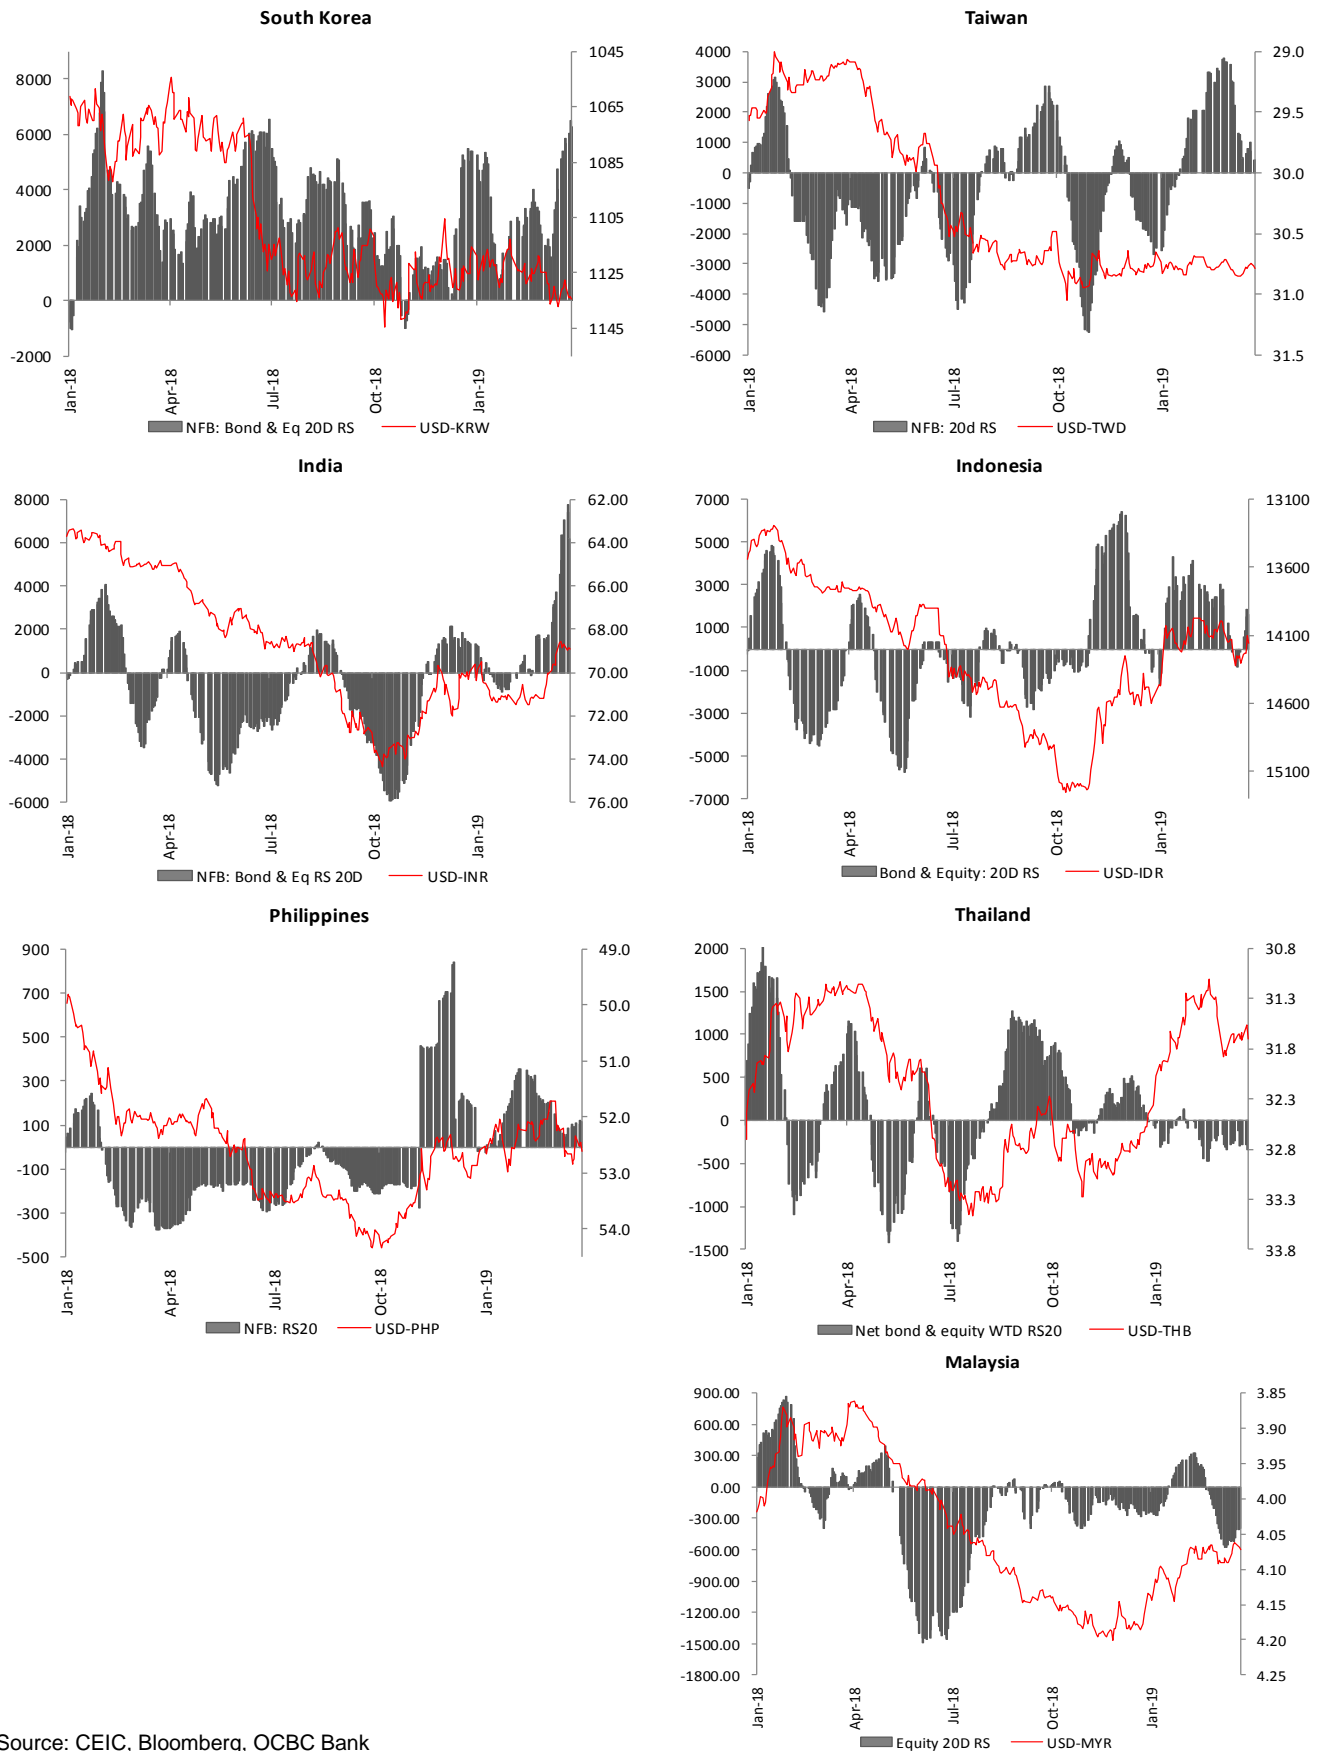 South Korea
8000
6000
4000
2000
0
-2000
1045
1065
1085
1105
1125
1145
Jan-18
Apr-18
Jul-18
Oct-18
Jan-19
NFB: Bond & Eq 20D RS
USD-KRW
Taiwan
4000
3000
2000
1000
0
-1000
-2000
-3000
-4000
-5000
-6000
29.0
29.5
30.0
30.5
31.0
31.5
Jan-18
Apr-18
Jul-18
Oct-18
Jan-19
NFB: 20d RS
USD-TWD
India
8000
6000
4000
2000
0
-2000
-4000
-6000
62.00
64.00
66.00
68.00
70.00
72.00
74.00
76.00
Jan-18
Apr-18
Jul-18
Oct-18
Jan-19
NFB: Bond & Eq RS 20D
USD-INR
Indonesia
7000
5000
3000
1000
-1000
-3000
-5000
-7000
13100
13600
14100
14600
15100
Jan-18
Apr-18
Jul-18
Oct-18
Jan-19
Bond & Equity: 20D RS
USD-IDR
Philippines
900
700
500
300
100
-100
-300
-500
49.0
50.0
51.0
52.0
53.0
54.0
Jan-18
Apr-18
Jul-18
Oct-18
Jan-19
NFB: RS20
USD-PHP
Thailand
2000
1500
1000
500
0
-500
-1000
-1500
30.8
31.3
31.8
32.3
32.8
33.3
33.8
Jan-18
Apr-18
Jul-18
Oct-18
Jan-19
Net bond & equity WTD RS20
USD-THB
Malaysia
900.00
600.00
300.00
0.00
-300.00
-600.00
-900.00
-1200.00
-1500.00
-1800.00
3.85
3.90
3.95
4.00
4.05
4.10
4.15
4.20
4.25
Jan-18
Apr-18
Jul-18
Oct-18
Jan-19
Equity 20D RS
USD-MYR
Source: CEIC, Bloomberg, OCBC Bank